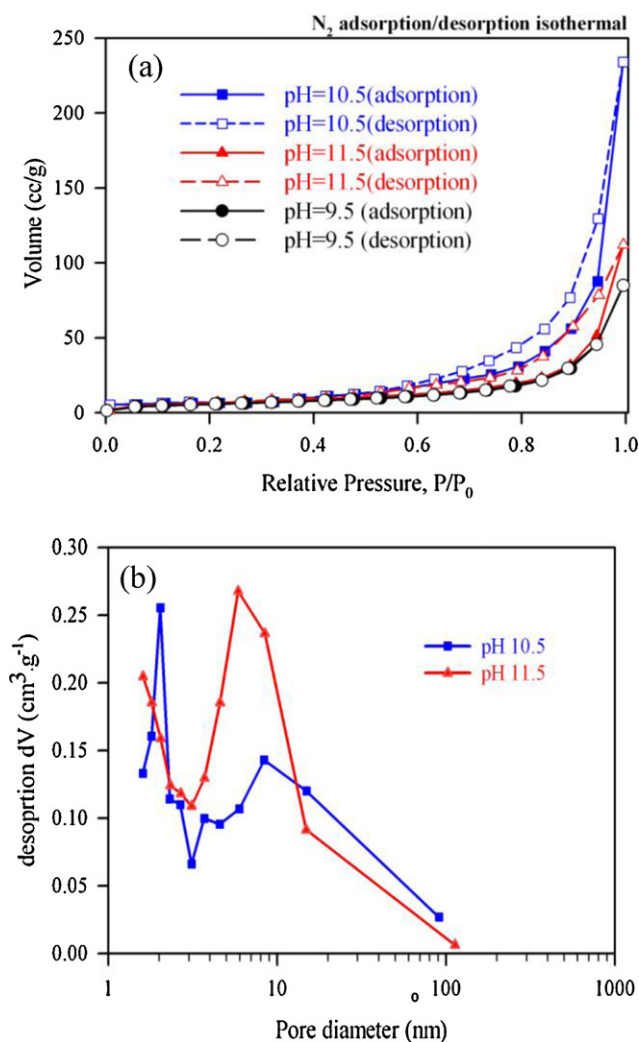 N₂ adsorption/desorption isothermal
250
(a)
pH=10.5(adsorption)
200
pH=10.5(desorption)
pH=11.5(adsorption)
150
pH=11.5(desorption)
pH=9.5 (adsorption)
pH=9.5 (desorption)
100
50
0
Volume (cc/g)
0.0 0.2 0.4 0.6 0.8 1.0
Relative Pressure, P/P₀
0.30
(b)
0.25
pH 10.5
pH 11.5
0.20
0.15
0.10
0.05
0.00
desoprtion dV (cm³.g⁻¹)
1 10 100 1000
o
Pore diameter (nm)